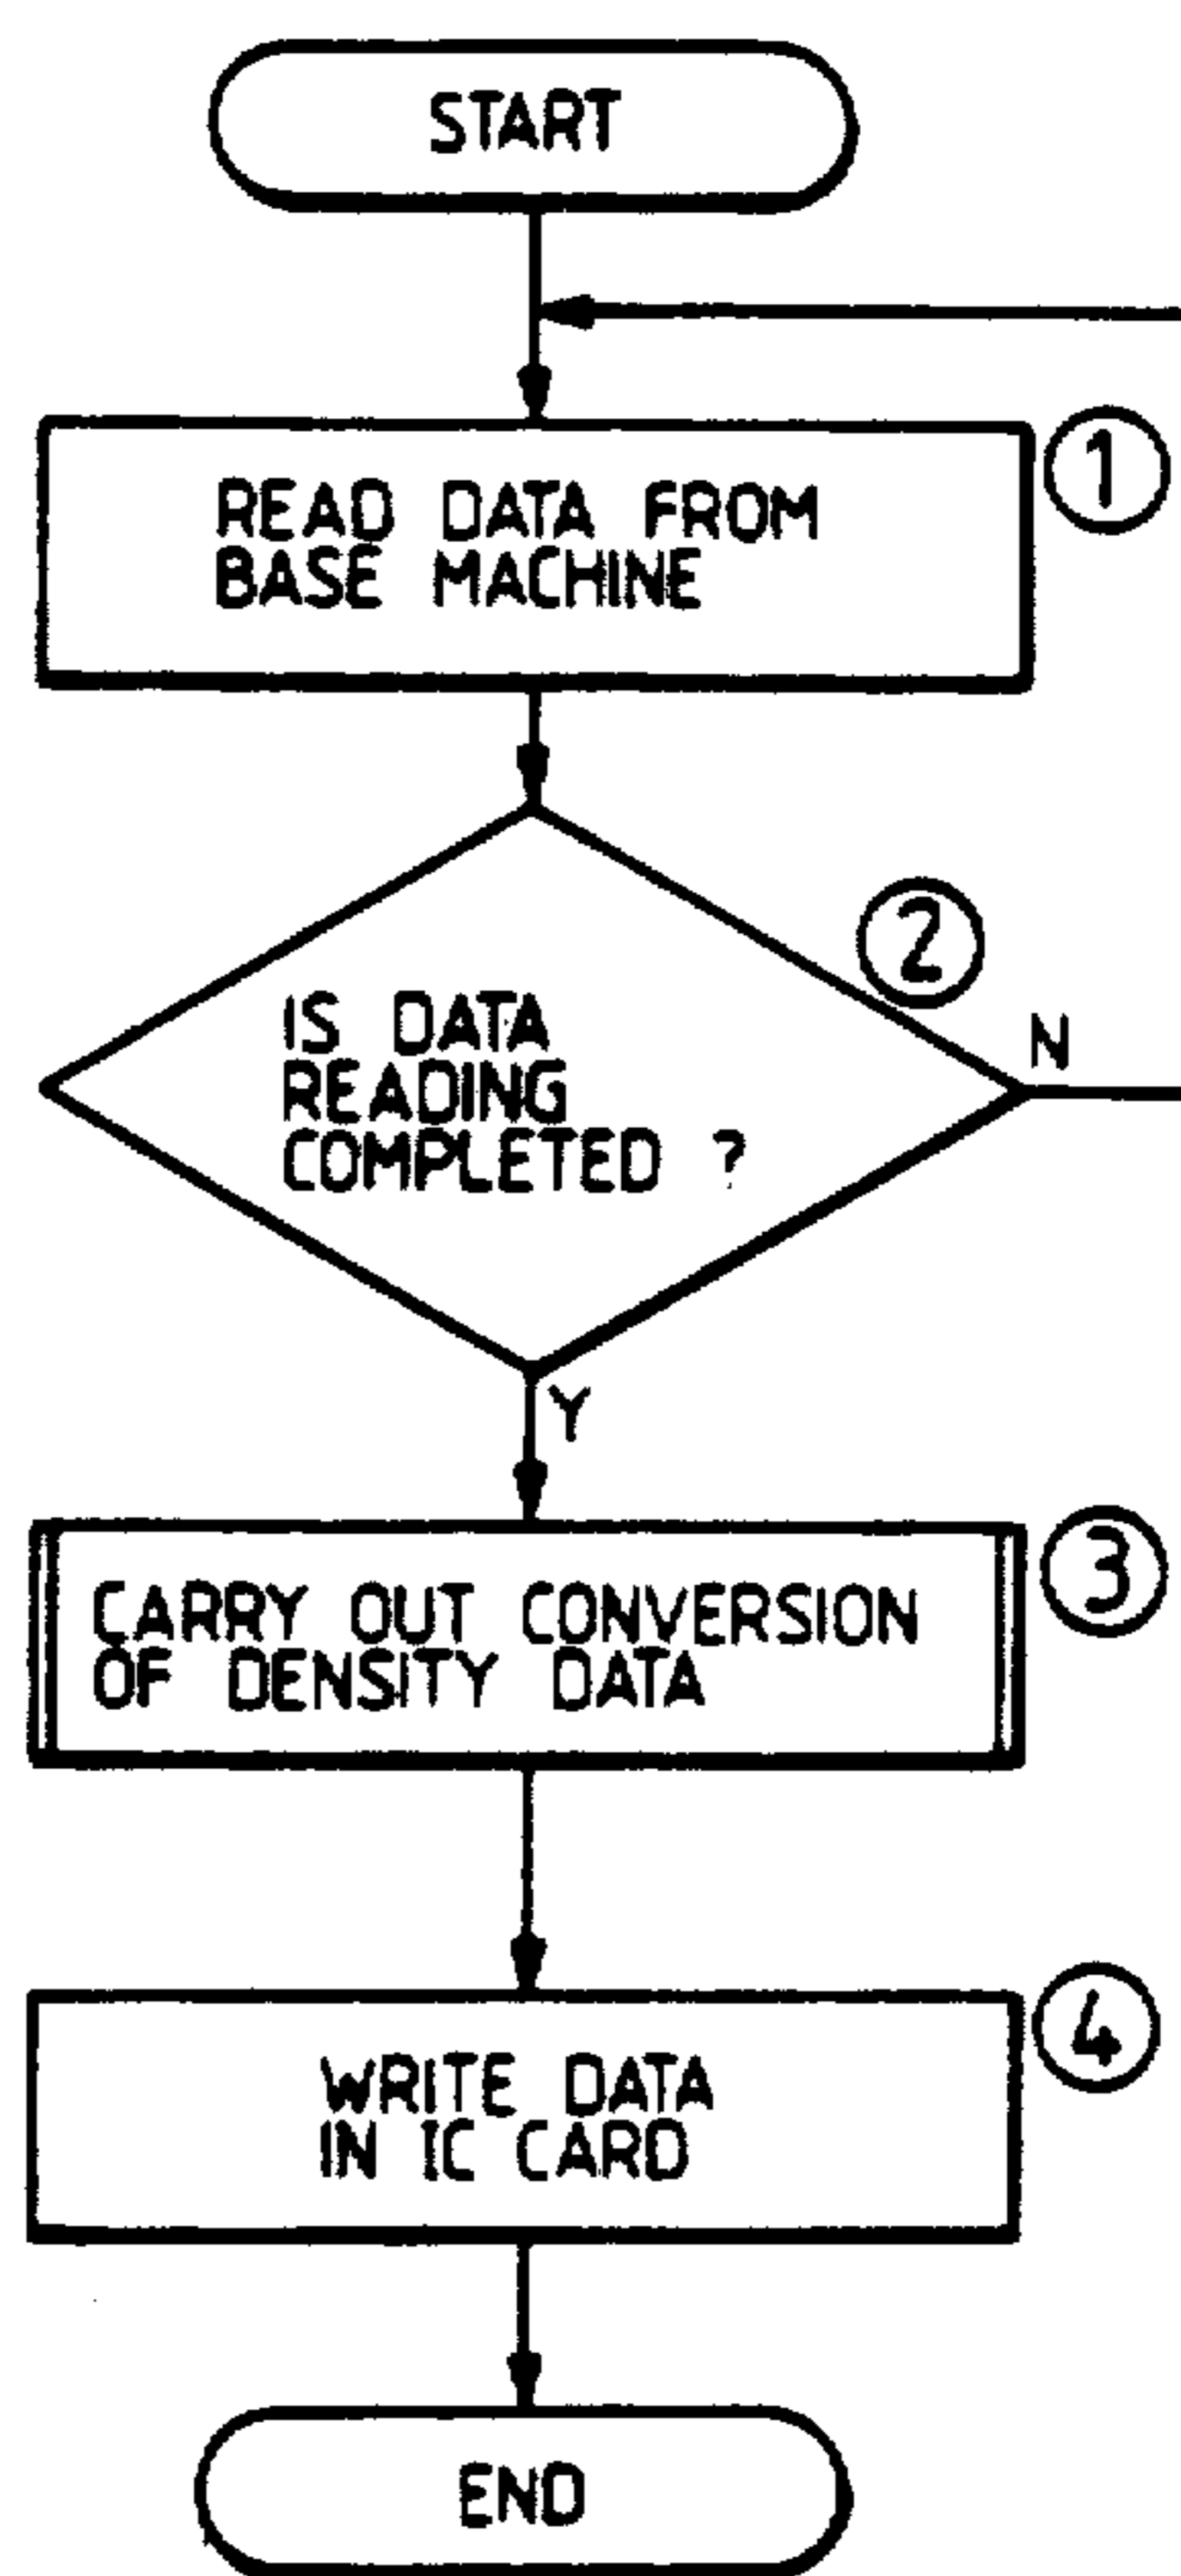 START
READ DATA FROM
BASE MACHINE
1
IS DATA
READING
COMPLETED ?
2
N
Y
CARRY OUT CONVERSION
OF DENSITY DATA
3
WRITE DATA
IN IC CARD
4
END